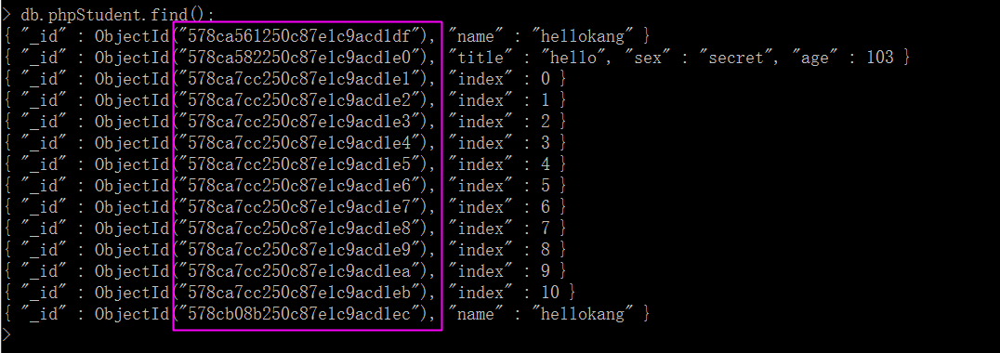 > db.phpStudent.find();
{ "_id" : ObjectId("578ca561250c87e1c9acd1df"), "name" : "hellokang" }
{ "_id" : ObjectId("578ca582250c87e1c9acd1e0"), "title" : "hello", "sex" : "secret", "age" : 103 }
{ "_id" : ObjectId("578ca7cc250c87e1c9acd1e1"), "index" : 0 }
{ "_id" : ObjectId("578ca7cc250c87e1c9acd1e2"), "index" : 1 }
{ "_id" : ObjectId("578ca7cc250c87e1c9acd1e3"), "index" : 2 }
{ "_id" : ObjectId("578ca7cc250c87e1c9acd1e4"), "index" : 3 }
{ "_id" : ObjectId("578ca7cc250c87e1c9acd1e5"), "index" : 4 }
{ "_id" : ObjectId("578ca7cc250c87e1c9acd1e6"), "index" : 5 }
{ "_id" : ObjectId("578ca7cc250c87e1c9acd1e7"), "index" : 6 }
{ "_id" : ObjectId("578ca7cc250c87e1c9acd1e8"), "index" : 7 }
{ "_id" : ObjectId("578ca7cc250c87e1c9acd1e9"), "index" : 8 }
{ "_id" : ObjectId("578ca7cc250c87e1c9acd1ea"), "index" : 9 }
{ "_id" : ObjectId("578ca7cc250c87e1c9acd1eb"), "index" : 10 }
{ "_id" : ObjectId("578cb08b250c87e1c9acd1ec"), "name" : "hellokang" }
>